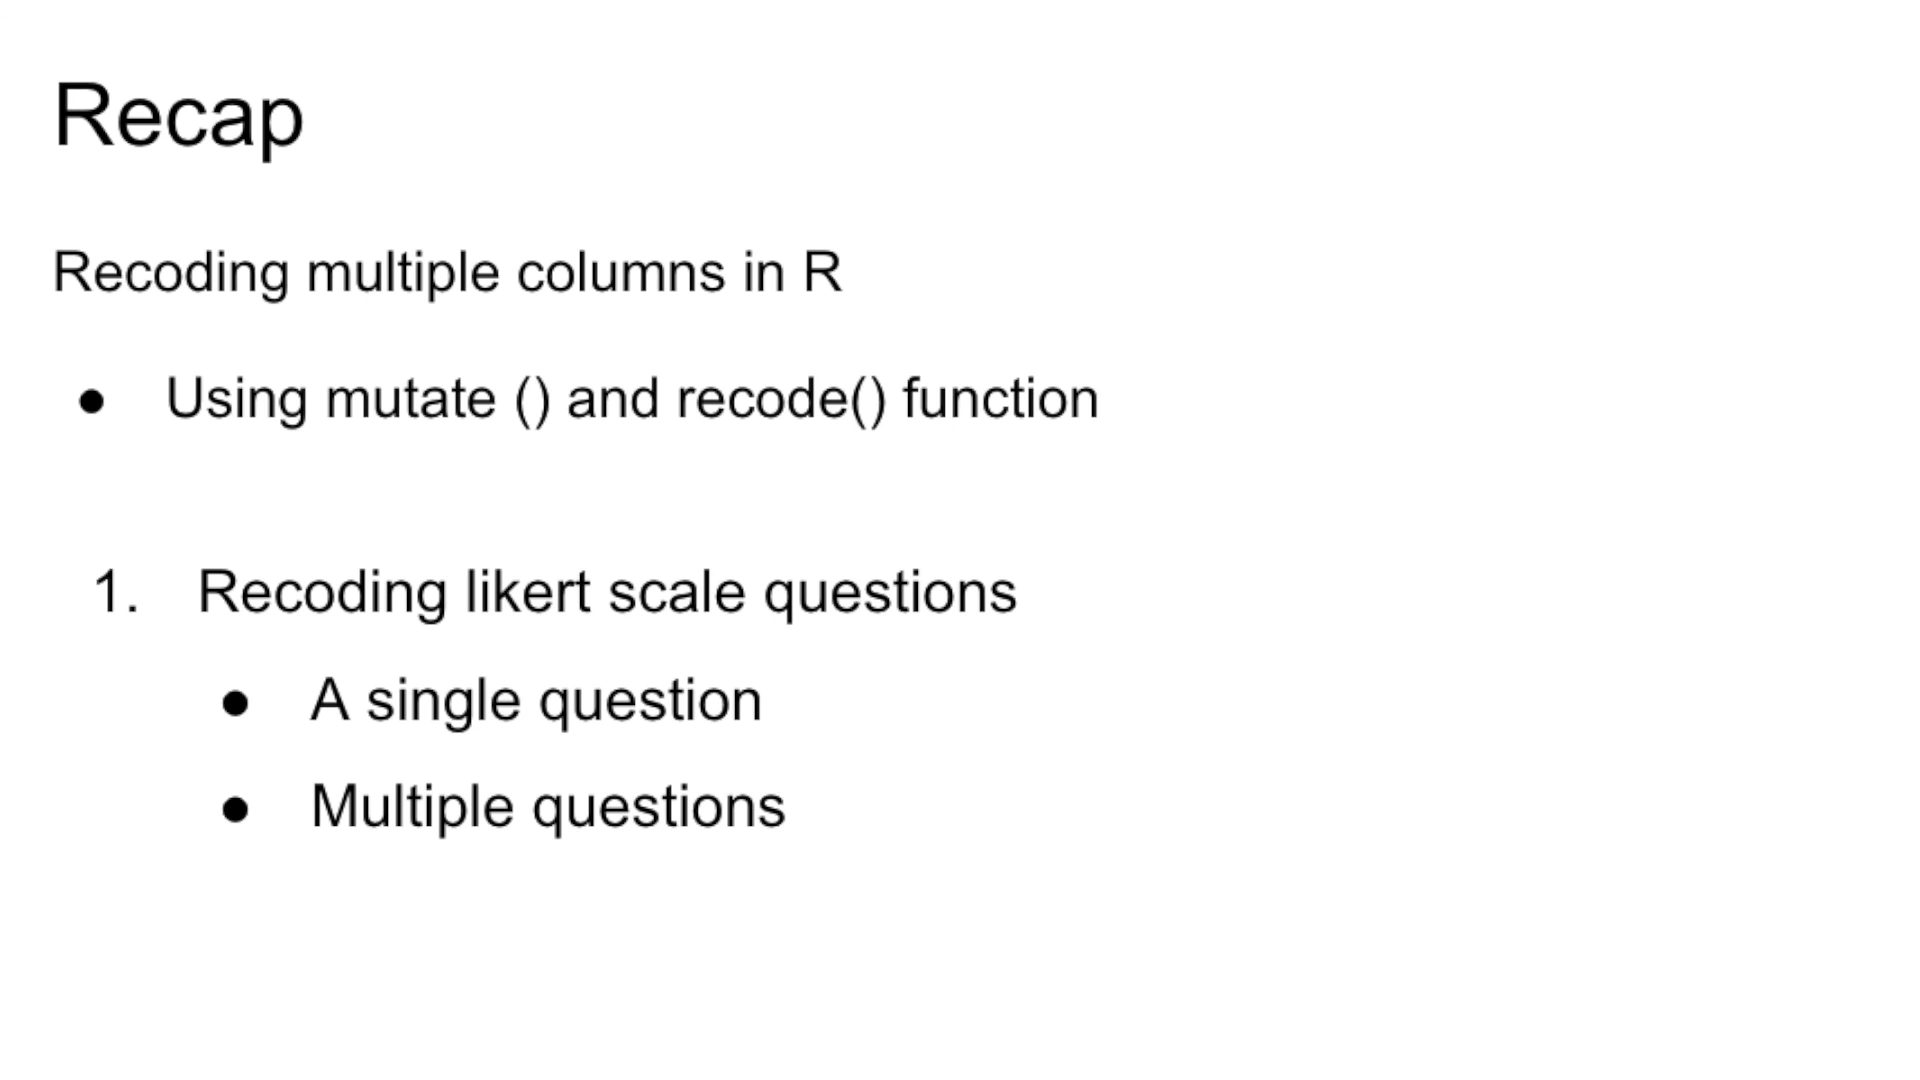 Recap
Recoding multiple columns in R
● Using mutate () and recode() function
1. Recoding likert scale questions
● A single question
● Multiple questions